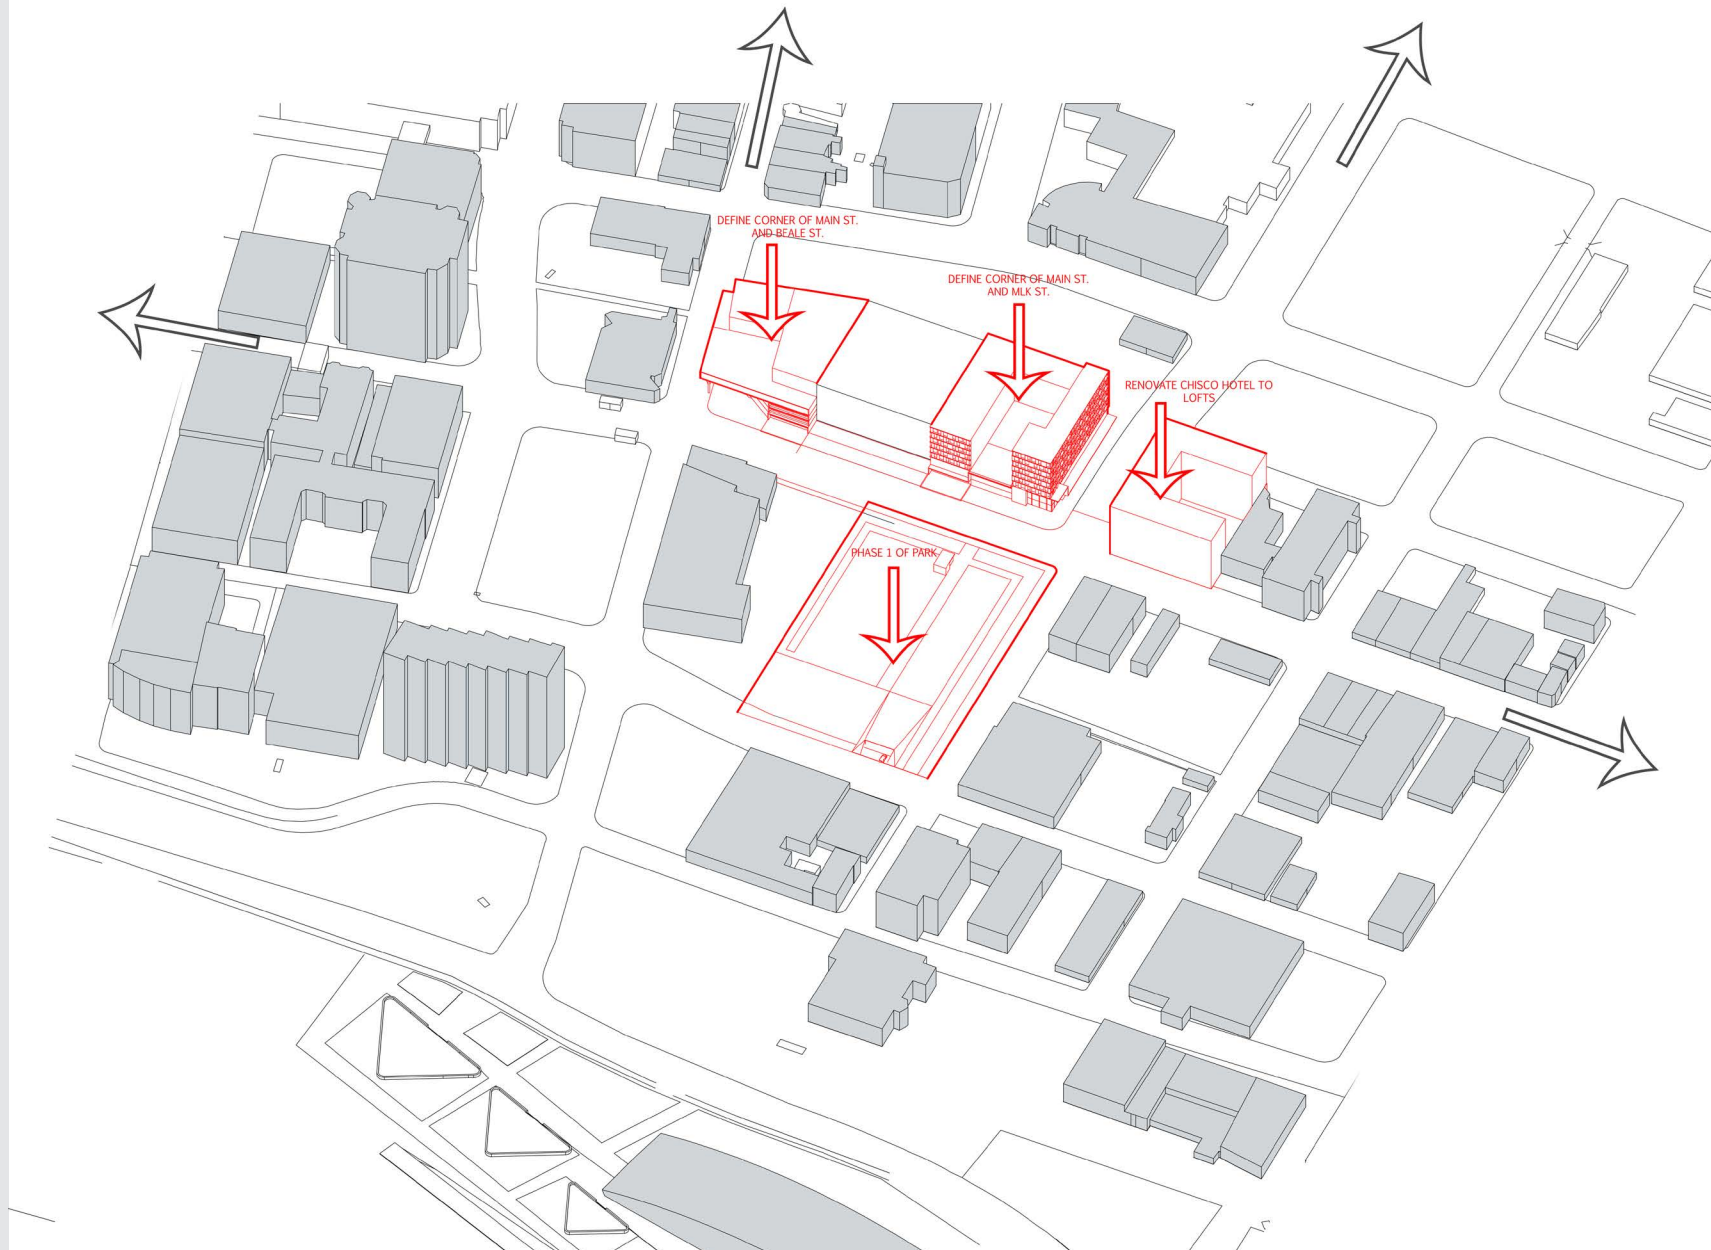 DEFINE CORNER OF MAIN ST.
AND BEALE ST.
DEFINE CORNER OF MAIN ST.
AND MLK ST.
RENOVATE CHISCO HOTEL TO
LOFTS
PHASE 1 OF PARK